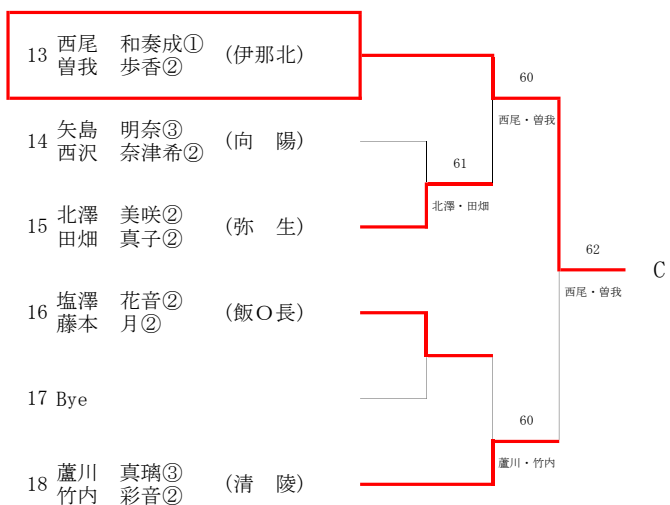 13 西尾 和奏成① (伊那北)
曽我 歩香②
60
西尾・曽我
14 矢島 明奈③ (向 陽)
西沢 奈津希②
61
北澤・田畑
15 北澤 美咲② (弥 生)
田畑 真子②
62
C
西尾・曽我
16 塩澤 花音② (飯O長)
藤本 月②
17 Bye
60
蘆川・竹内
18 蘆川 真璃③ (清 陵)
竹内 彩音②